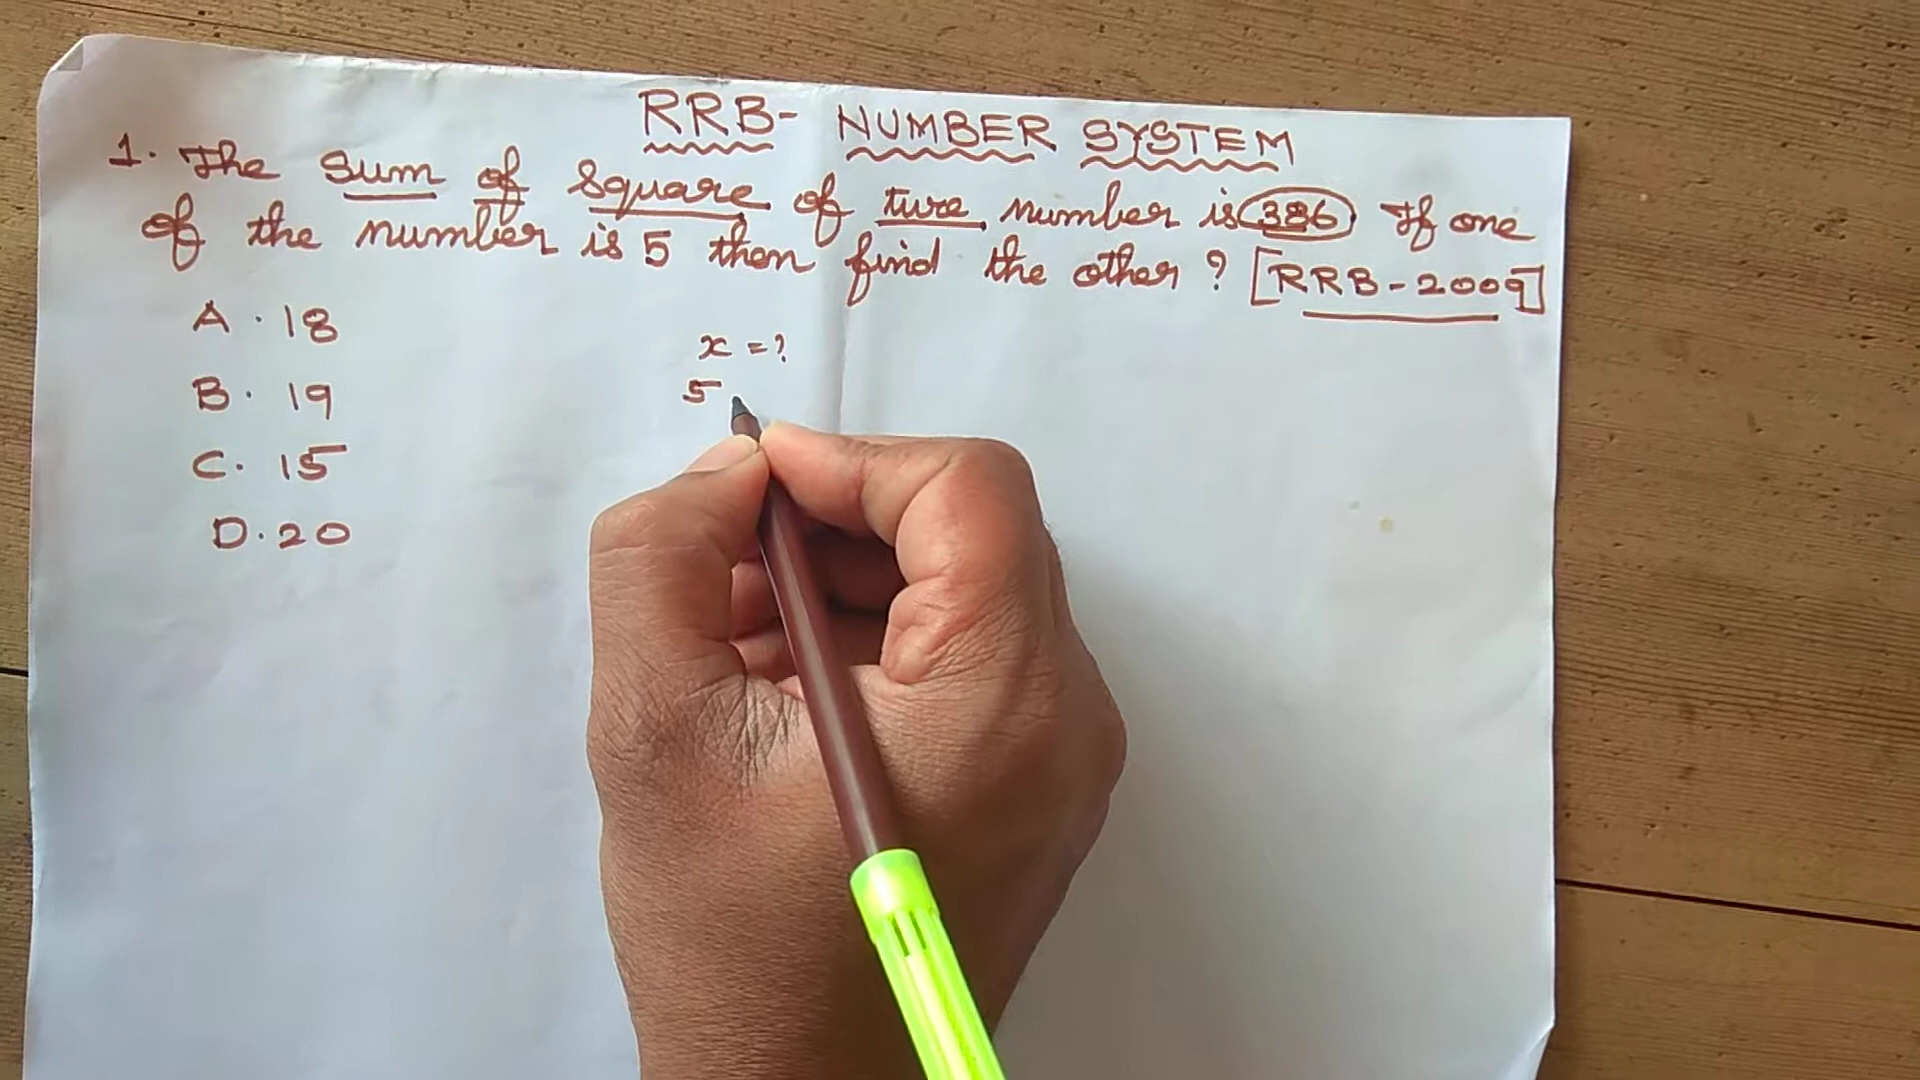 RRB- NUMBER SYSTEM
1. The sum of square of twe number is 386 If one
of the number is 5 then find the other ? [RRB-2009]
A. 18
B. 19
C. 15
D. 20
x = ?
5